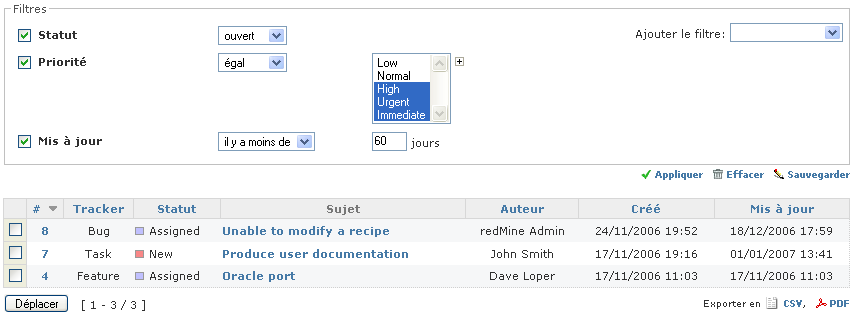 Filtres
Statut ouvert Ajouter le filtre:
Priorité égal Low
Normal
High
Urgent
Immediate
Mis à jour il y a moins de 60 jours
Appliquer Effacer Sauvegarder
# Tracker Statut Sujet Auteur Créé Mis à jour
8 Bug Assigned Unable to modify a recipe redMine Admin 24/11/2006 19:52 18/12/2006 17:59
7 Task New Produce user documentation John Smith 17/11/2006 19:16 01/01/2007 13:41
4 Feature Assigned Oracle port Dave Loper 17/11/2006 11:03 17/11/2006 11:03
Déplacer [ 1 - 3 / 3 ] Exporter en CSV, PDF